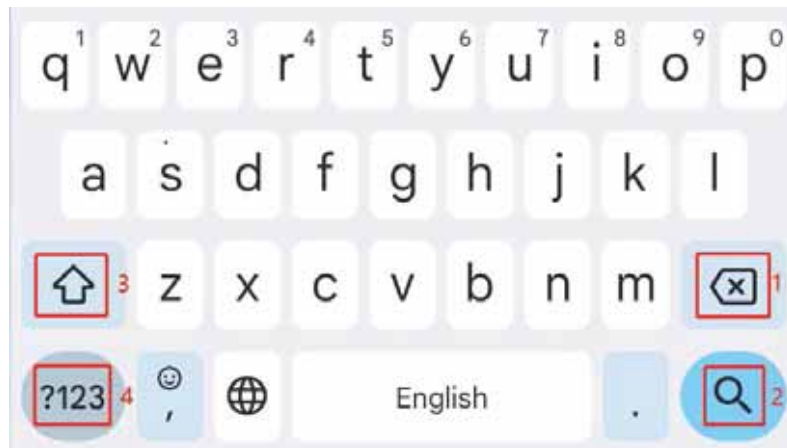 q1 w2 e3 r4 t5 y6 u7 i8 o9 p0
a s d f g h j k l
3 z x c v b n m 1
?123 4 , English . 2